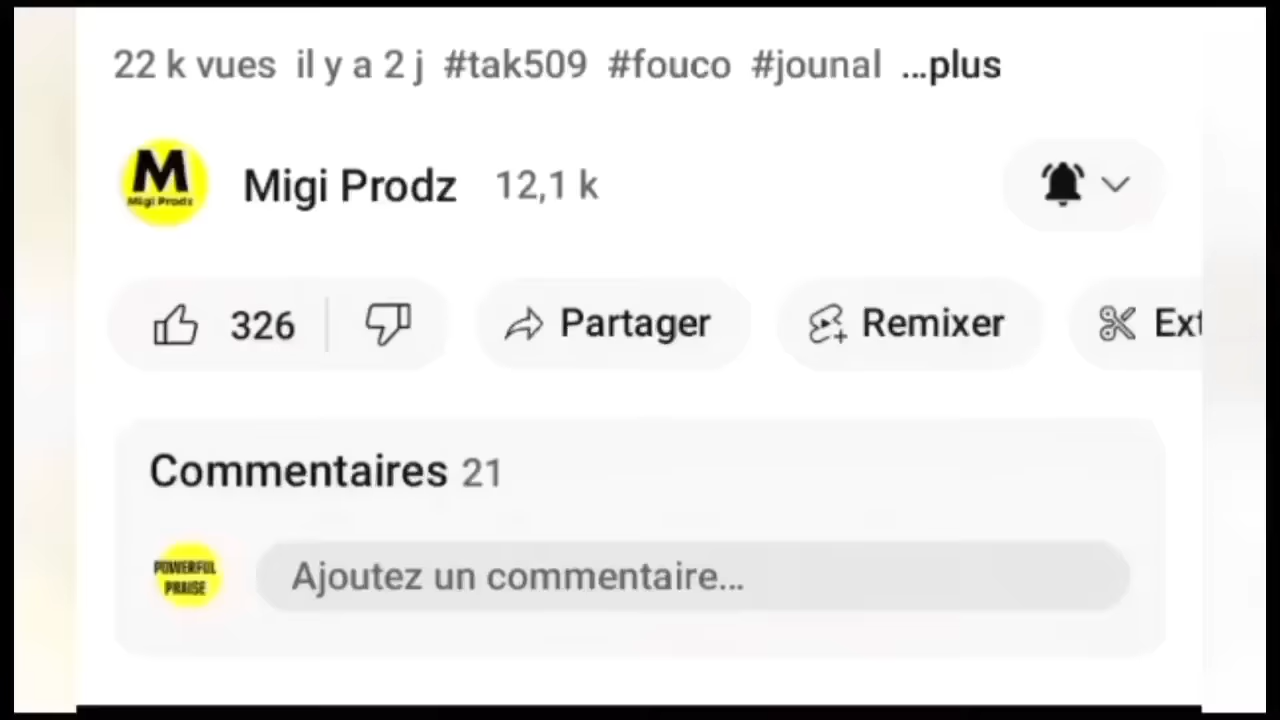 22 k vues il y a 2 j #tak509 #fouco #jounal ...plus
M
Migi Prodz
Migi Prodz 12,1 k
326 Partager Remixer Ext
Commentaires 21
POWERFUL
PRAISE
Ajoutez un commentaire...